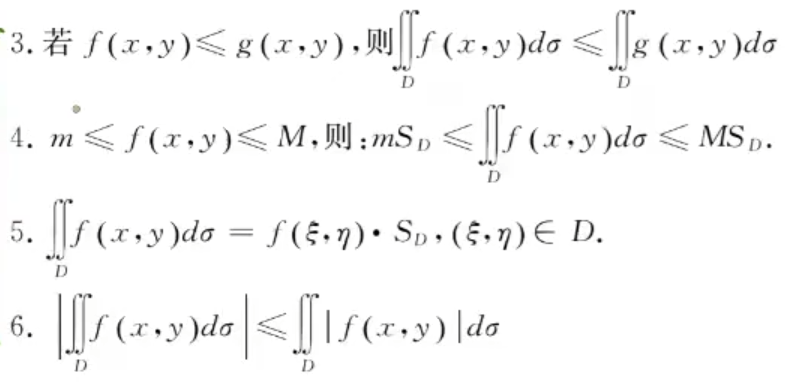 3. 若 f(x,y)≤g(x,y),则∬_D f(x,y)dσ≤∬_D g(x,y)dσ
4. m≤f(x,y)≤M,则:mS_D≤∬_D f(x,y)dσ≤MS_D.
5. ∬_D f(x,y)dσ=f(ξ,η)·S_D,(ξ,η)∈D.
6. |∬_D f(x,y)dσ|≤∬_D |f(x,y)|dσ